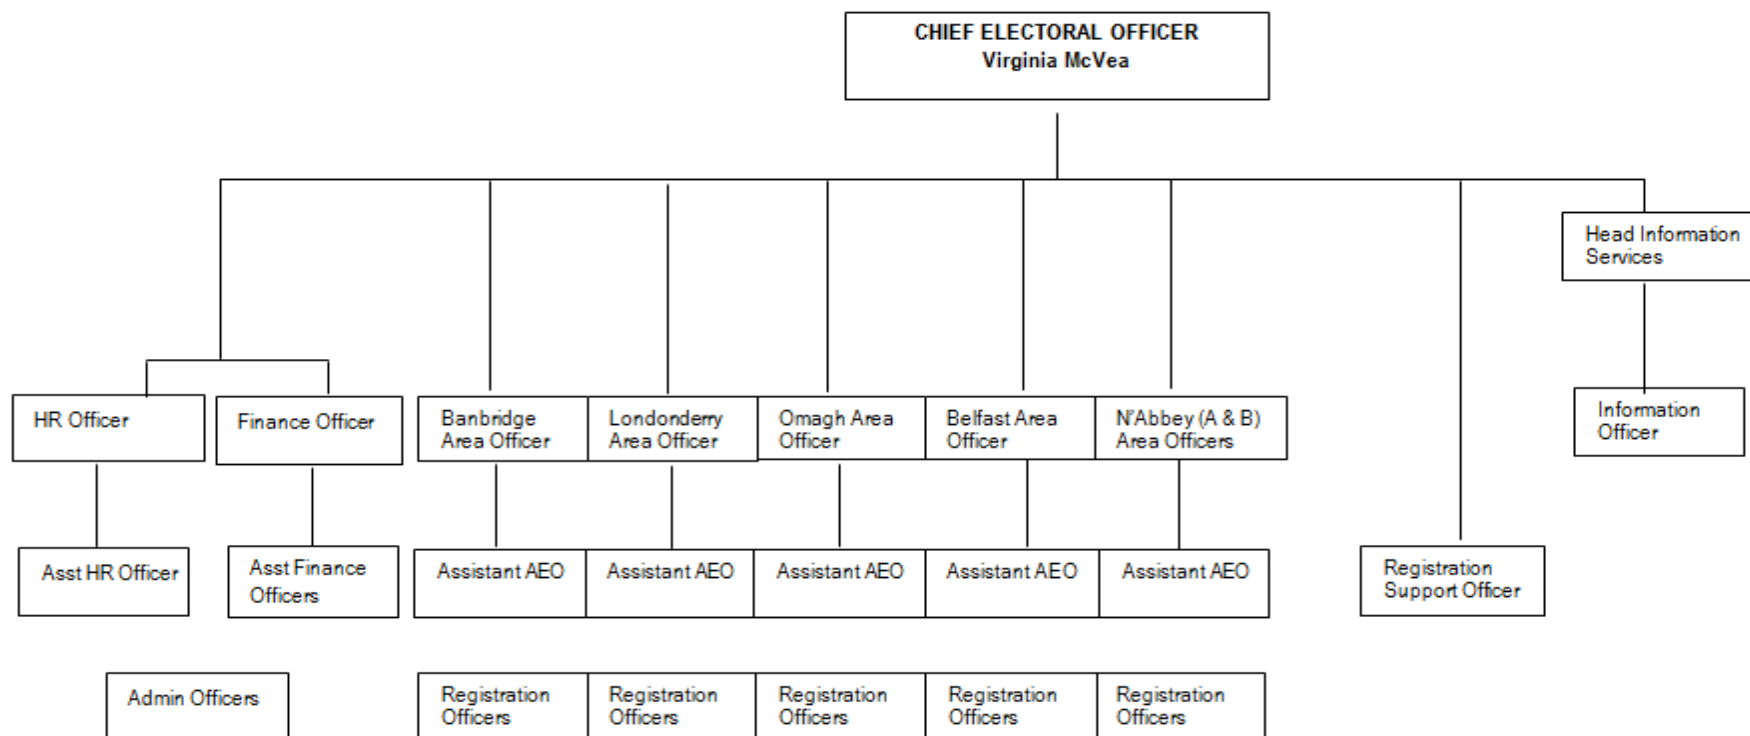 CHIEF ELECTORAL OFFICER
Virginia McVea
Head Information
Services
HR Officer
Finance Officer
Banbridge
Area Officer
Londonderry
Area Officer
Omagh Area
Officer
Belfast Area
Officer
N'Abbey (A & B)
Area Officers
Information
Officer
Asst HR Officer
Asst Finance
Officers
Assistant AEO
Assistant AEO
Assistant AEO
Assistant AEO
Assistant AEO
Registration
Support Officer
Admin Officers
Registration
Officers
Registration
Officers
Registration
Officers
Registration
Officers
Registration
Officers